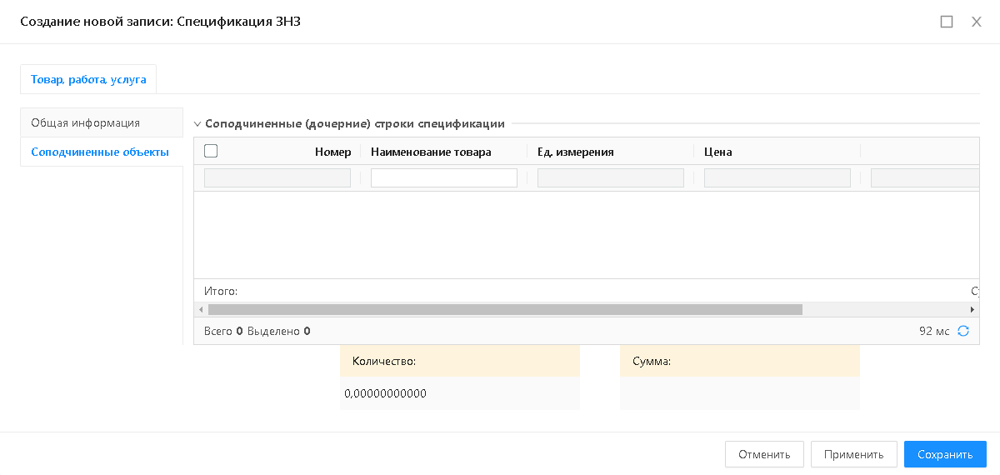 Создание новой записи: Спецификация ЗНЗ
Товар, работа, услуга
Общая информация
Соподчиненные объекты
Соподчиненные (дочерние) строки спецификации
Номер Наименование товара Ед. измерения Цена
Итого: Су
Всего 0 Выделено 0 92 мс
Количество: Сумма:
0,00000000000
Отменить Применить Сохранить